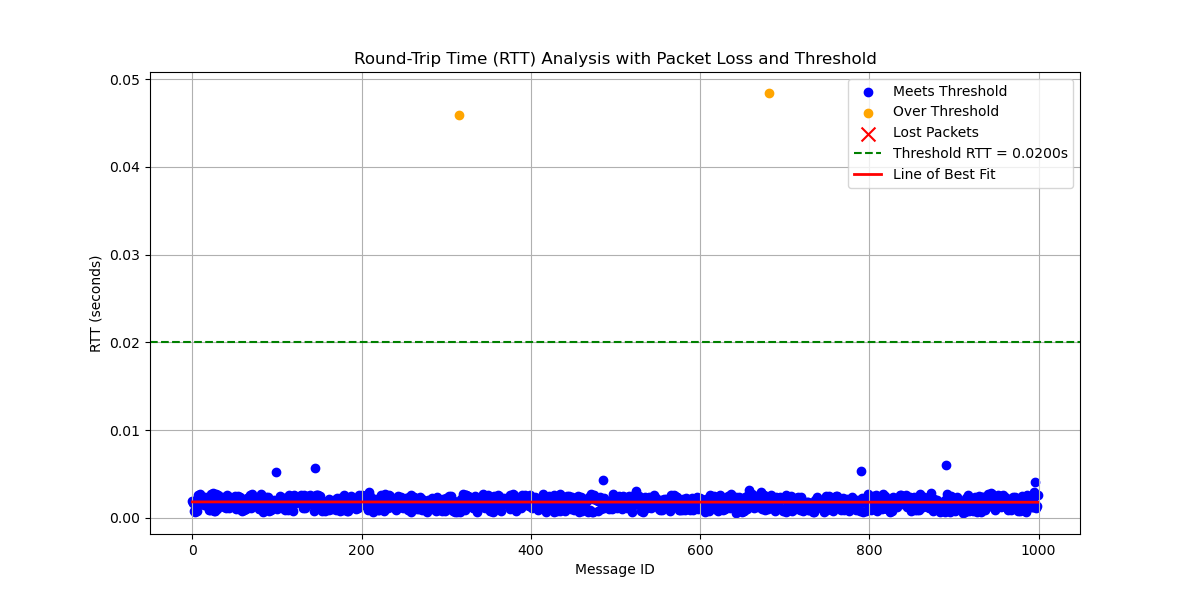 Round-Trip Time (RTT) Analysis with Packet Loss and Threshold
0.05
0.04
0.03
0.02
0.01
0.00
RTT (seconds)
Meets Threshold
Over Threshold
Lost Packets
Threshold RTT = 0.0200s
Line of Best Fit
0 200 400 600 800 1000
Message ID